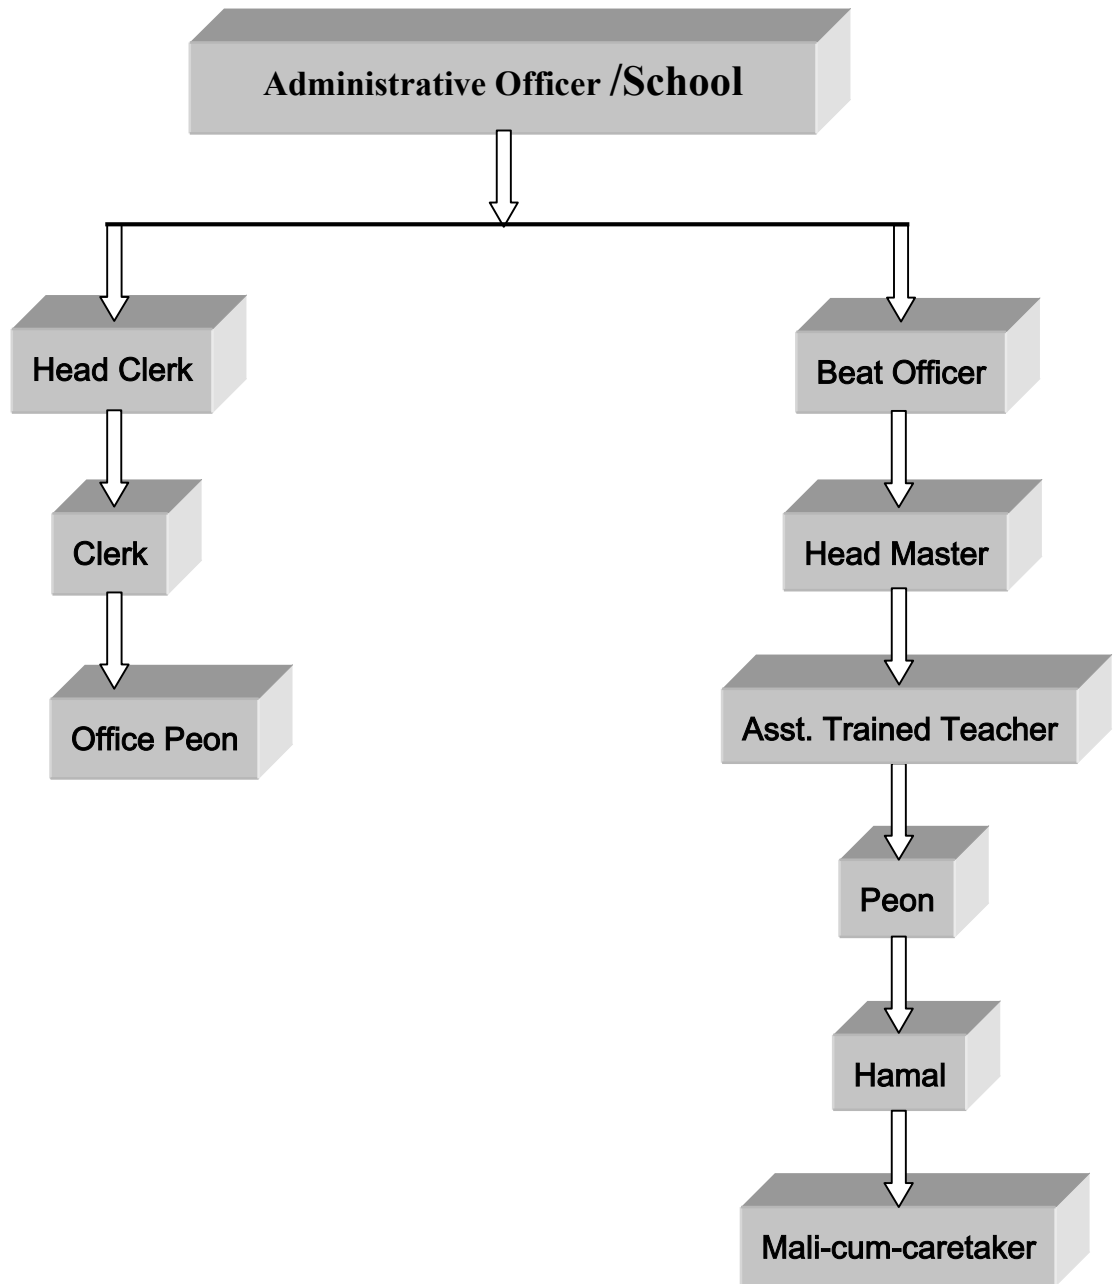 Administrative Officer /School
Head Clerk
Beat Officer
Clerk
Head Master
Office Peon
Asst. Trained Teacher
Peon
Hamal
Mali-cum-caretaker